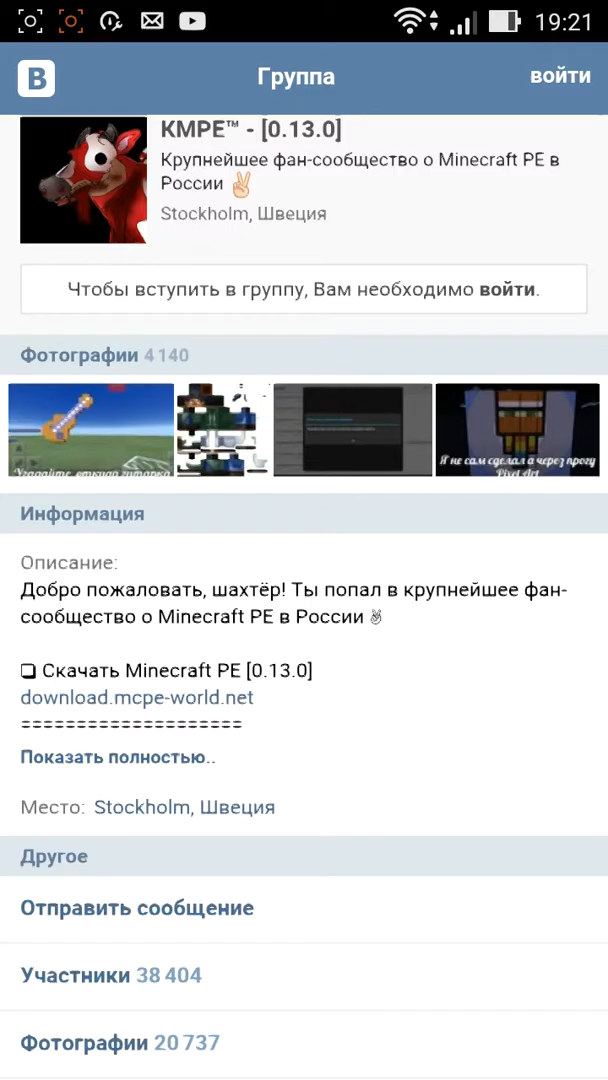 19:21
В
Группа
войти
KMPE™ - [0.13.0]
Крупнейшее фан-сообщество о Minecraft PE в
России ✌
Stockholm, Швеция
Чтобы вступить в группу, Вам необходимо войти.
Фотографии 4 140
Угадайте, откуда гитарка
Я не сам сделал а через прогу
Pixel Art
Информация
Описание:
Добро пожаловать, шахтёр! Ты попал в крупнейшее фан-
сообщество о Minecraft PE в России ✌
❏ Скачать Minecraft PE [0.13.0]
download.mcpe-world.net
====================
Показать полностью..
Место: Stockholm, Швеция
Другое
Отправить сообщение
Участники 38 404
Фотографии 20 737